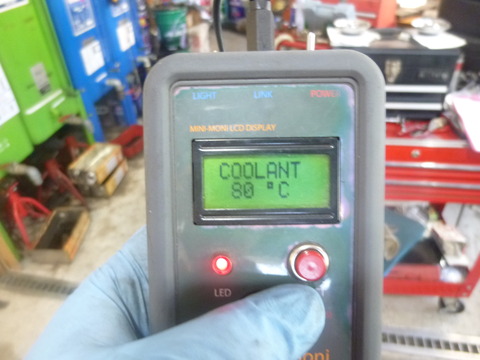 LIGHT LINK POWER
MINI-MONI-LCD DISPLAY
COOLANT
80 °C
LED